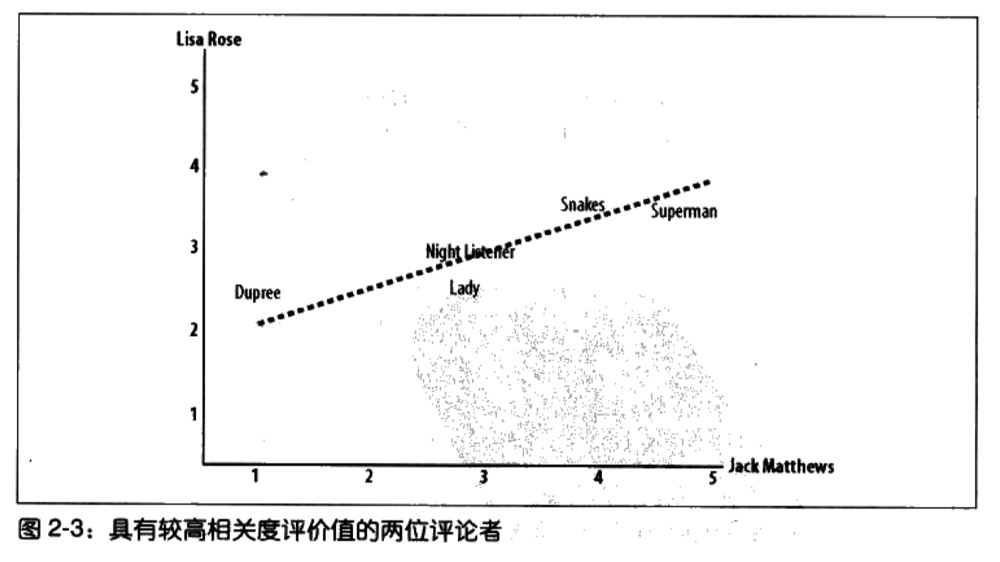 Lisa Rose
5
4
Snakes
Superman
3
Night Listener
Lady
Dupree
2
1
Jack Matthews
1 2 3 4 5
图 2-3：具有较高相关度评价值的两位评论者